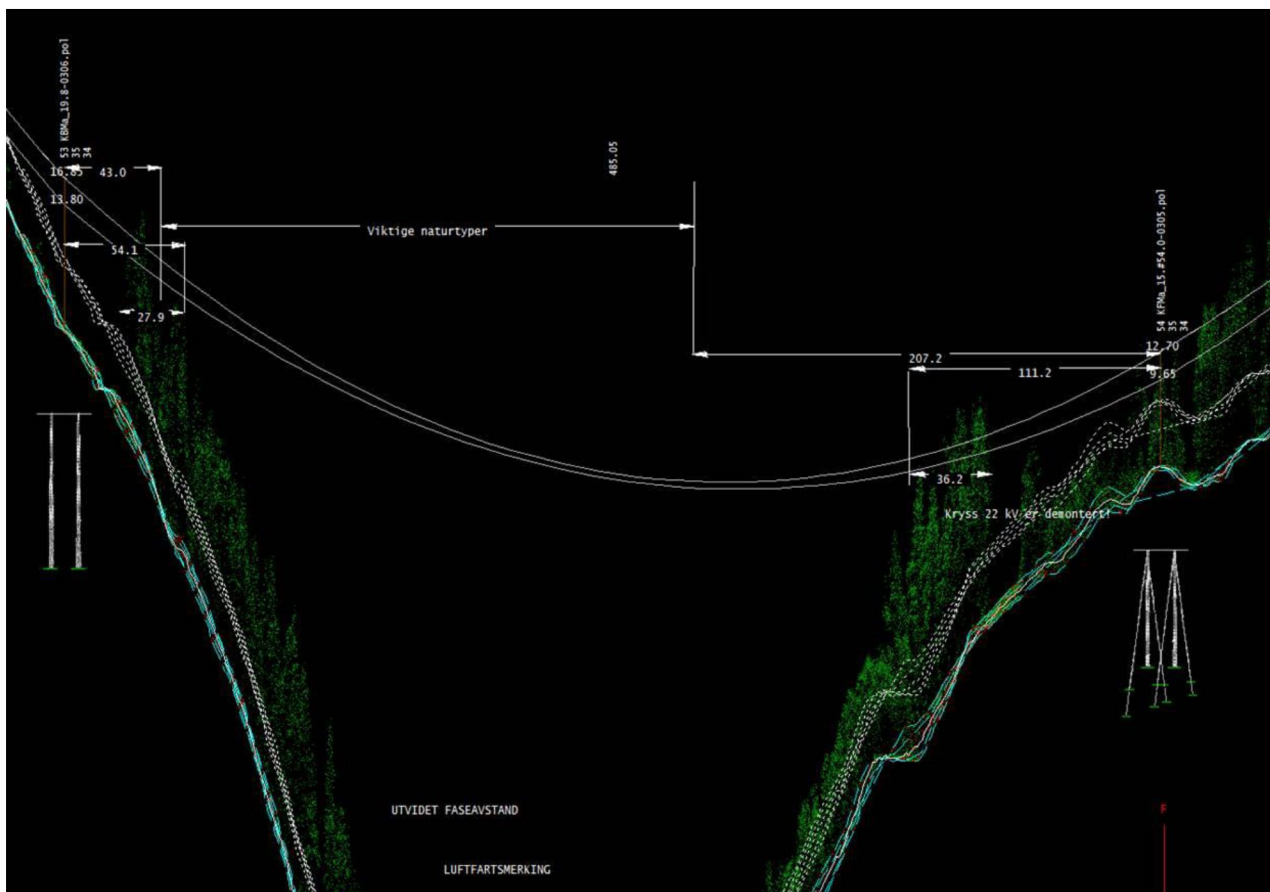 53 KBMa_19.8-0306.pol
35
34
16.85
43.0
13.80
54.1
27.9
Viktige naturtyper
485.05
54 KFMa_15.#54.0-0305.pol
35
34
12.70
207.2
111.2
9.65
36.2
Kryss 22 kV er demontert!
UTVIDET FASEAVSTAND
LUFTFARTSMERKING
F